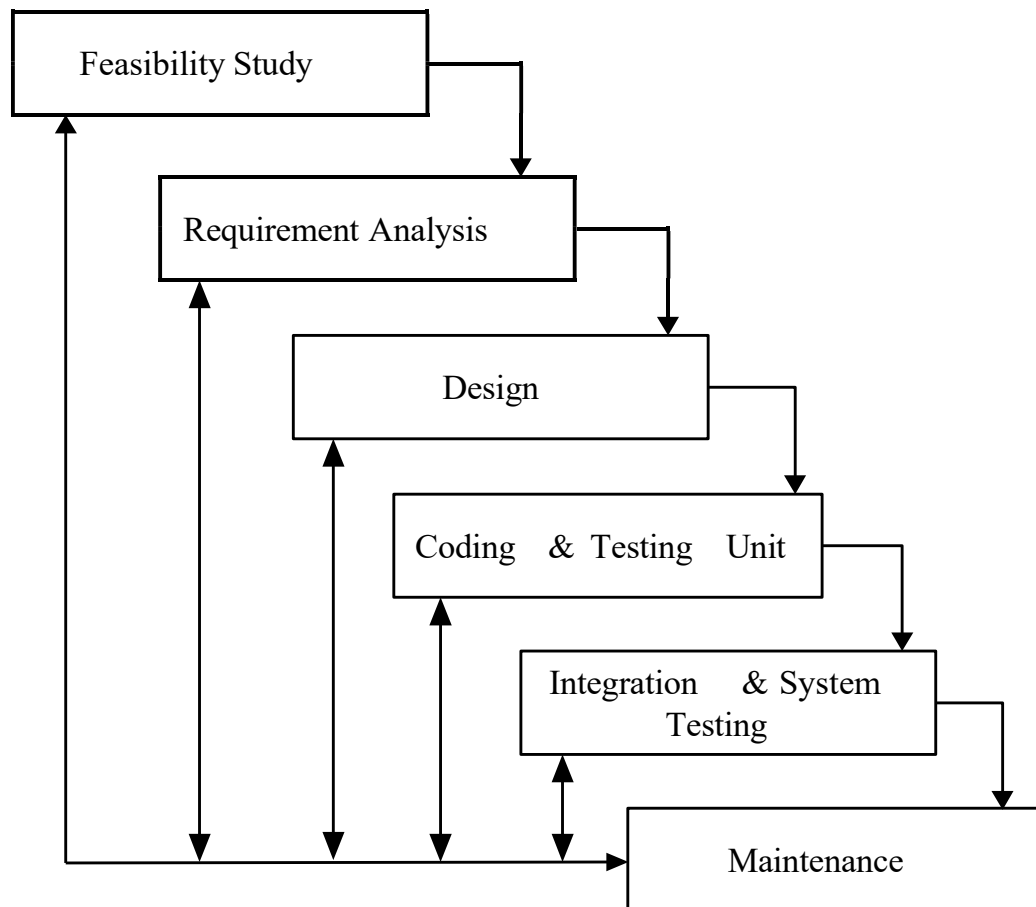 Feasibility Study
Requirement Analysis
Design
Coding & Testing Unit
Integration & System
Testing
Maintenance